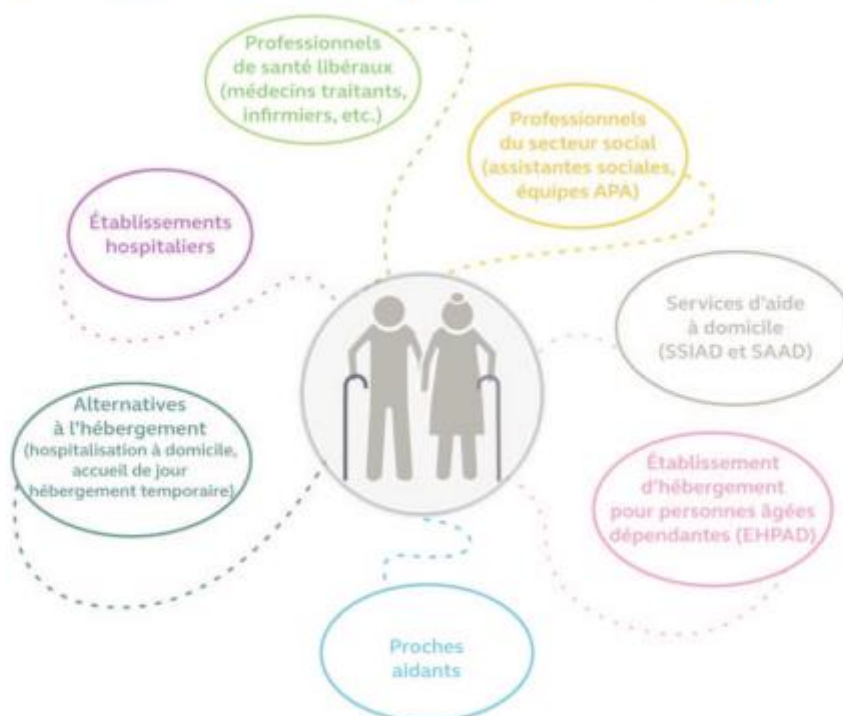 Professionnels
de santé libéraux
(médecins traitants,
infirmiers, etc.)
Professionnels
du secteur social
(assistantes sociales,
équipes APA)
Établissements
hospitaliers
Services d'aide
à domicile
(SSIAD et SAAD)
Alternatives
à l'hébergement
(hospitalisation à domicile,
accueil de jour
hébergement temporaire)
Établissement
d'hébergement
pour personnes âgées
dépendantes (EHPAD)
Proches
aidants